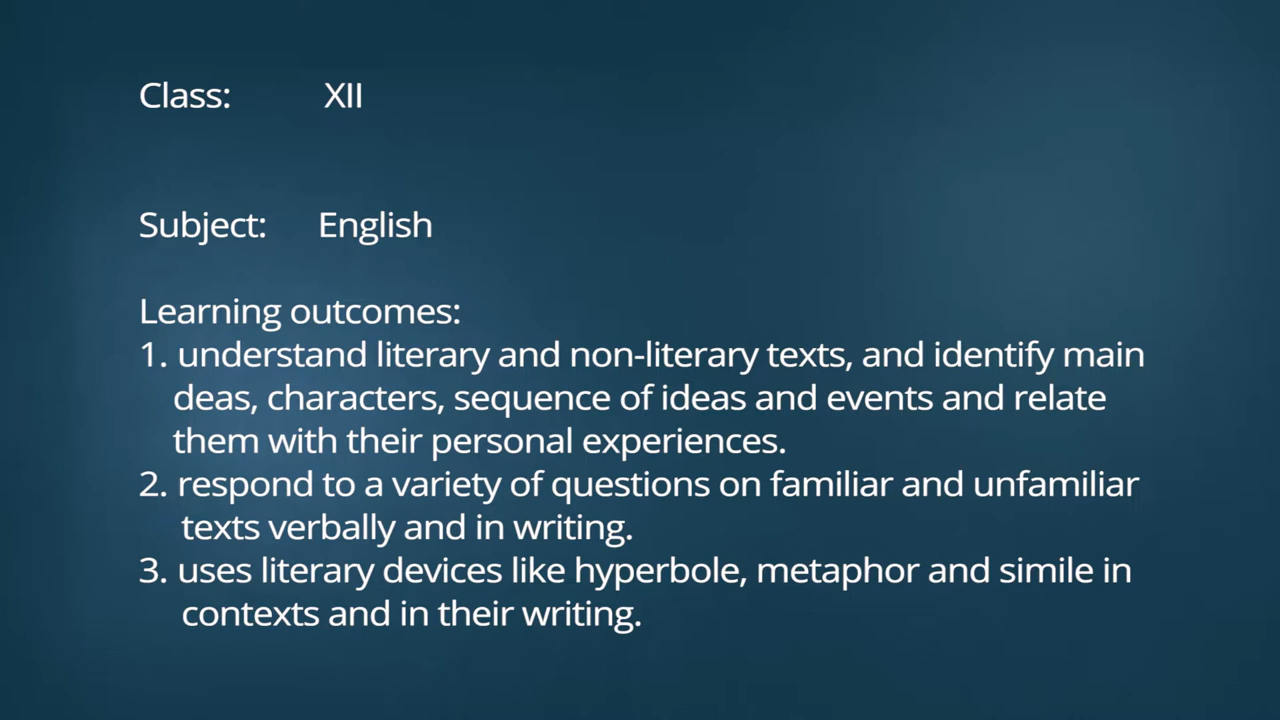 Class: XII
Subject: English
Learning outcomes:
1. understand literary and non-literary texts, and identify main
deas, characters, sequence of ideas and events and relate
them with their personal experiences.
2. respond to a variety of questions on familiar and unfamiliar
texts verbally and in writing.
3. uses literary devices like hyperbole, metaphor and simile in
contexts and in their writing.